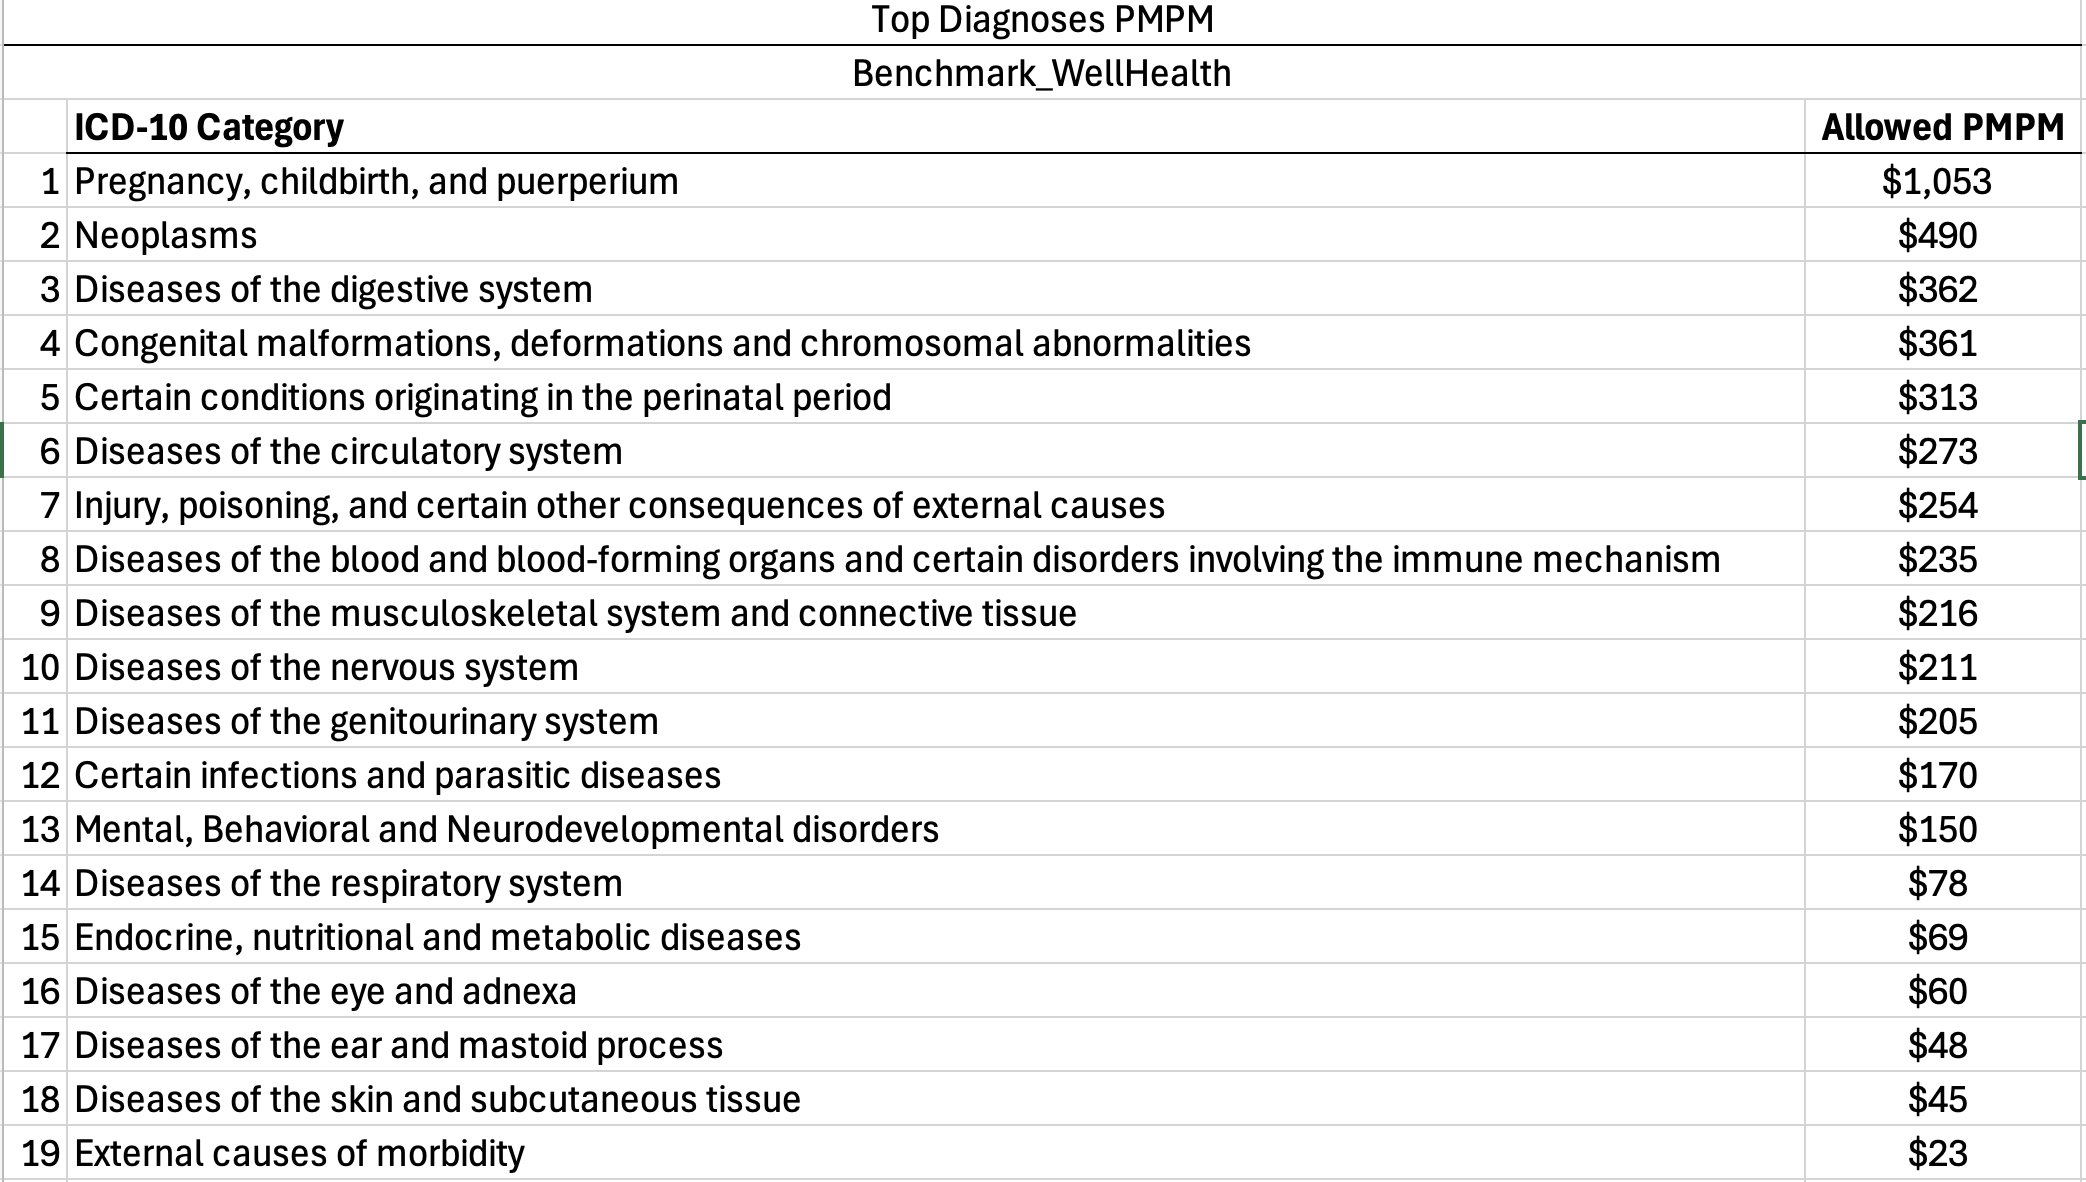 Top Diagnoses PMPM
Benchmark_WellHealth
ICD-10 Category Allowed PMPM
1 Pregnancy, childbirth, and puerperium $1,053
2 Neoplasms $490
3 Diseases of the digestive system $362
4 Congenital malformations, deformations and chromosomal abnormalities $361
5 Certain conditions originating in the perinatal period $313
6 Diseases of the circulatory system $273
7 Injury, poisoning, and certain other consequences of external causes $254
8 Diseases of the blood and blood-forming organs and certain disorders involving the immune mechanism $235
9 Diseases of the musculoskeletal system and connective tissue $216
10 Diseases of the nervous system $211
11 Diseases of the genitourinary system $205
12 Certain infections and parasitic diseases $170
13 Mental, Behavioral and Neurodevelopmental disorders $150
14 Diseases of the respiratory system $78
15 Endocrine, nutritional and metabolic diseases $69
16 Diseases of the eye and adnexa $60
17 Diseases of the ear and mastoid process $48
18 Diseases of the skin and subcutaneous tissue $45
19 External causes of morbidity $23